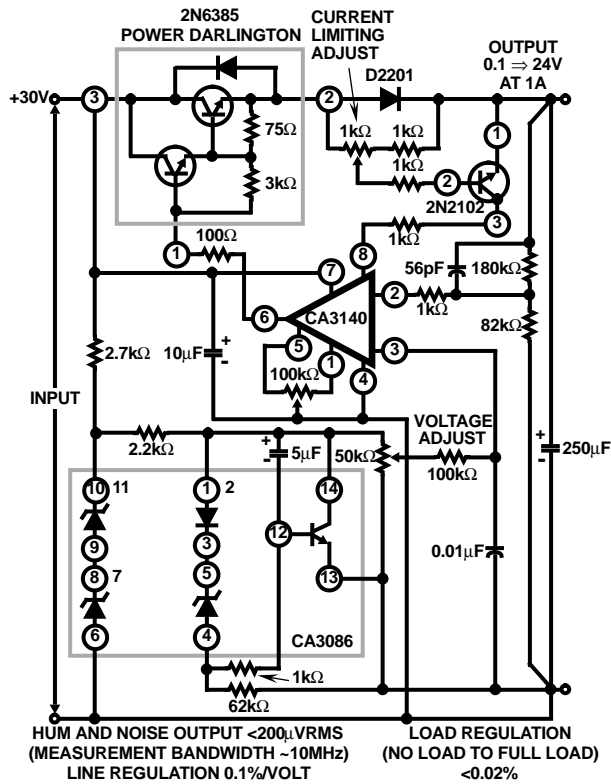 2N6385
POWER DARLINGTON
CURRENT
LIMITING
ADJUST
OUTPUT
0.1 ⇒ 24V
AT 1A
D2201
+30V
3
2
1
75Ω
1kΩ
1kΩ
1kΩ
3kΩ
2
2N2102
3
1
100Ω
8
1kΩ
7
56pF
180kΩ
6
CA3140
2
1kΩ
82kΩ
5
1
3
2.7kΩ
10μF
+
-
100kΩ
4
INPUT
VOLTAGE
ADJUST
2.2kΩ
+
-
5μF
50kΩ
100kΩ
+
-
250μF
10
11
1
2
14
9
3
12
0.01μF
8
7
5
13
6
4
CA3086
1kΩ
62kΩ
HUM AND NOISE OUTPUT <200μVRMS
(MEASUREMENT BANDWIDTH ~10MHz)
LINE REGULATION 0.1%/VOLT
LOAD REGULATION
(NO LOAD TO FULL LOAD)
<0.02%